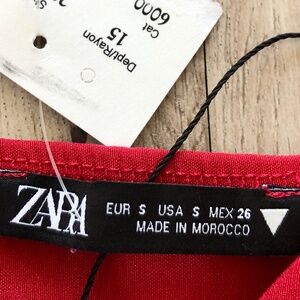 Dept/Rayon
15
cat
6000
ZARA
EUR S USA S MEX 26
MADE IN MOROCCO